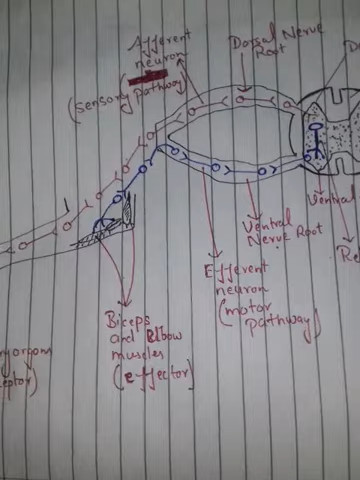 Afferent
neuron
(sensory pathway)
Dorsal Nerve
Root
Ventral
Ventral
Nerve Root
Efferent
neuron
(motor
pathway)
Biceps
and Elbow
muscles
(effector)